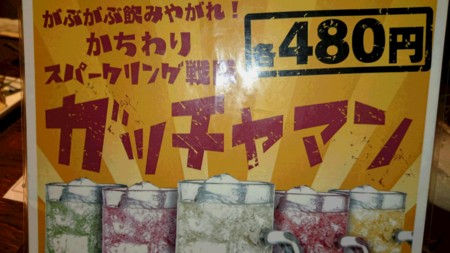 がぶがぶ飲みやがれ!
かちわり
スパークリング戦隊
各480円
ガッチャマン